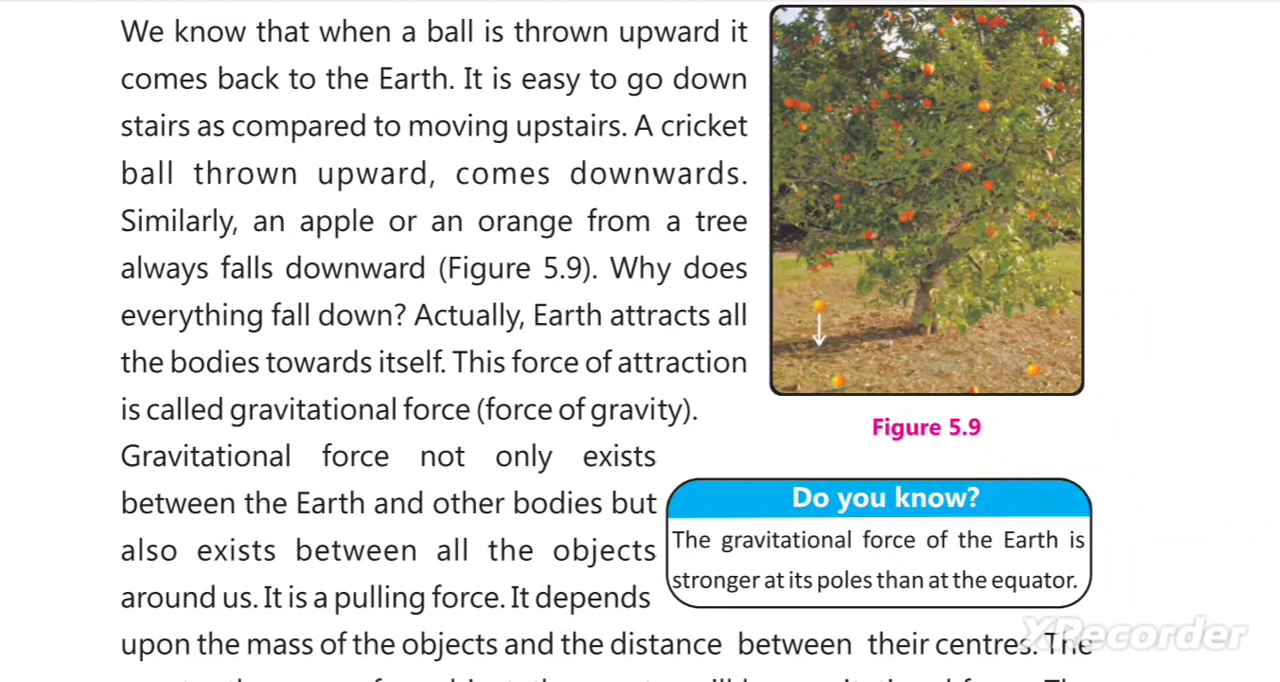 We know that when a ball is thrown upward it
comes back to the Earth. It is easy to go down
stairs as compared to moving upstairs. A cricket
ball thrown upward, comes downwards.
Similarly, an apple or an orange from a tree
always falls downward (Figure 5.9). Why does
everything fall down? Actually, Earth attracts all
the bodies towards itself. This force of attraction
is called gravitational force (force of gravity).
Figure 5.9
Gravitational force not only exists
between the Earth and other bodies but
also exists between all the objects
around us. It is a pulling force. It depends
Do you know?
The gravitational force of the Earth is
stronger at its poles than at the equator.
upon the mass of the objects and the distance between their centres. The
XRecorder